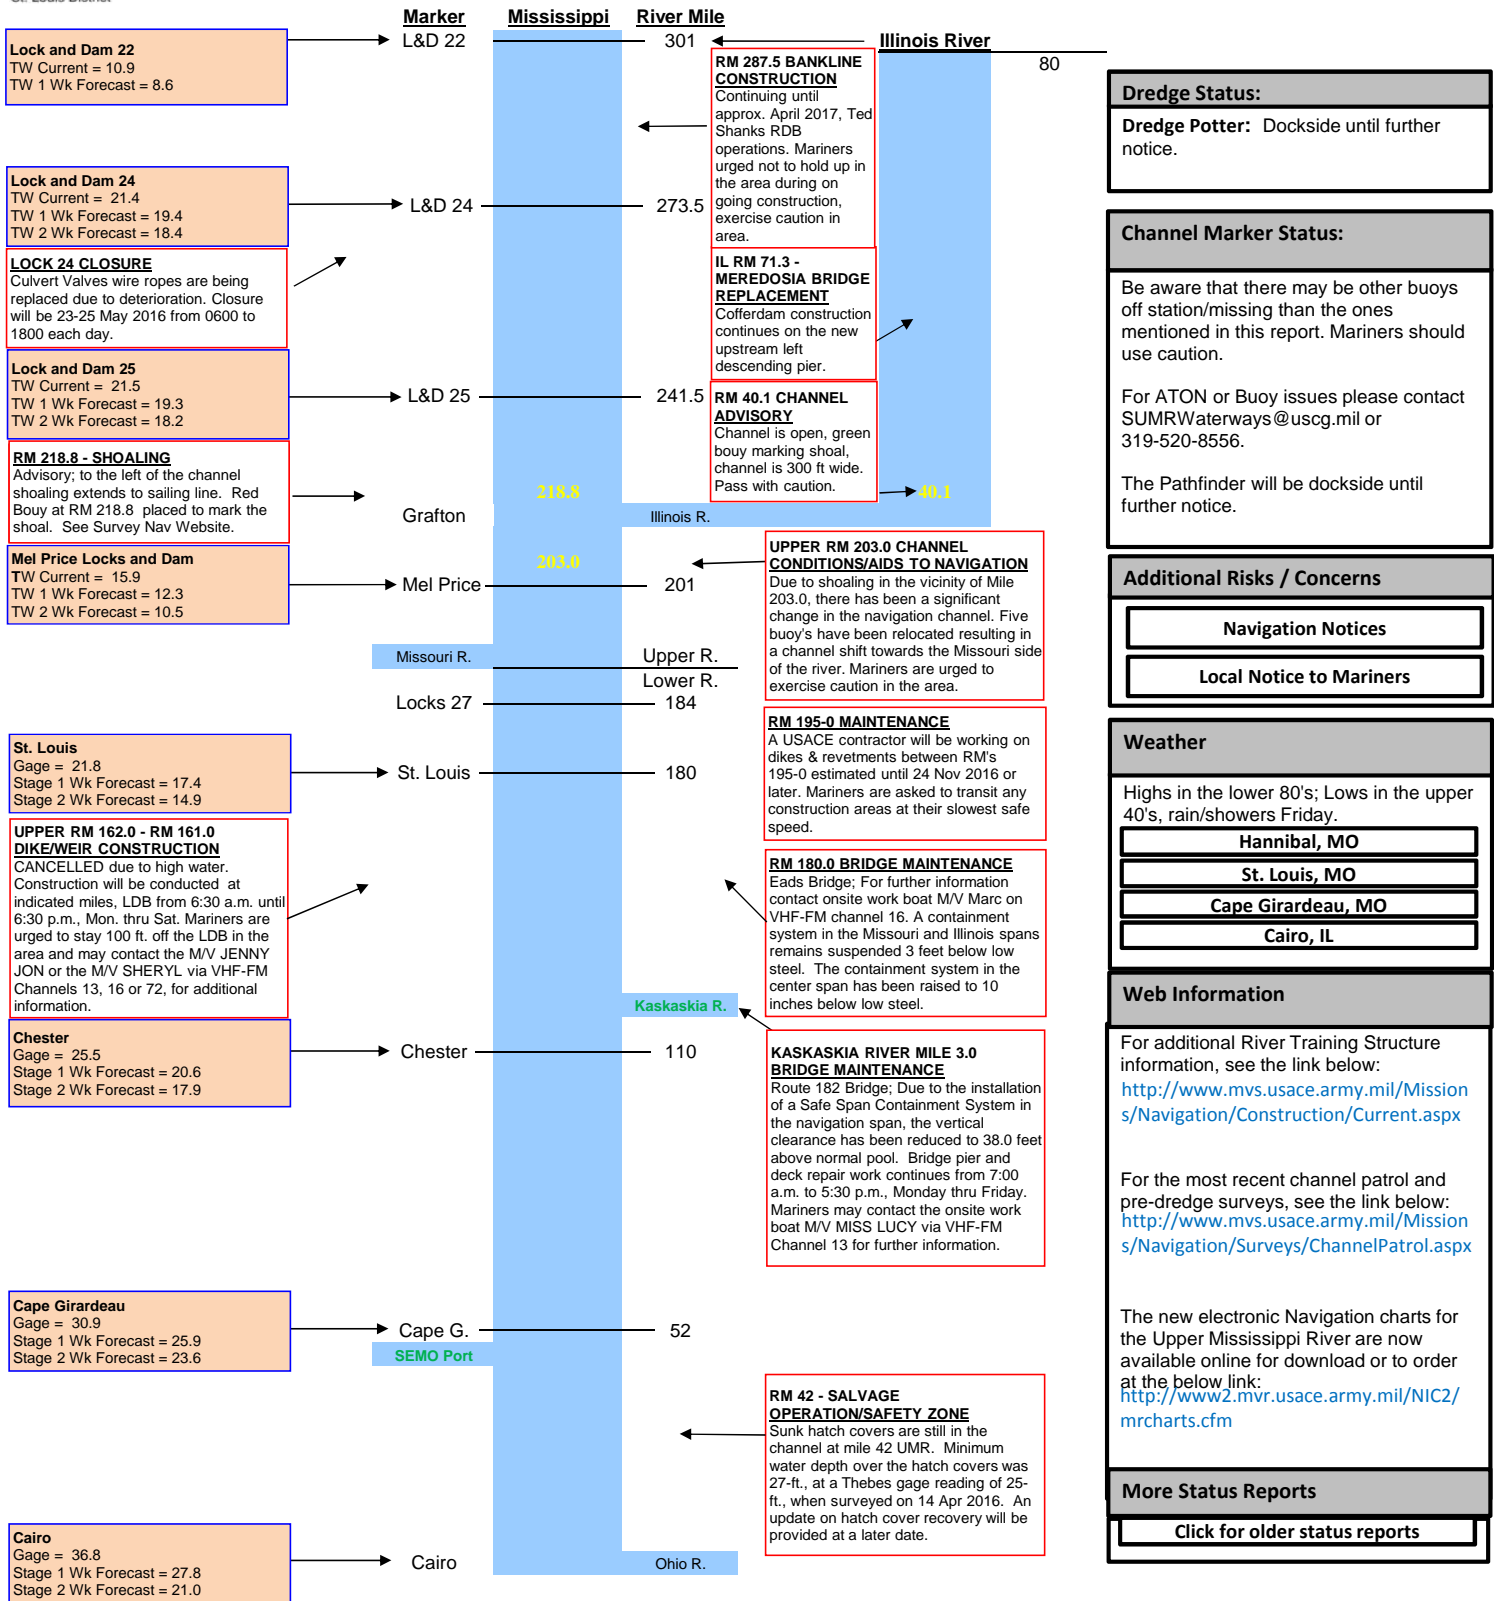 St. Louis District
Marker
Mississippi
River Mile
Lock and Dam 22
TW Current = 10.9
TW 1 Wk Forecast = 8.6
L&D 22
301
Illinois River
80
RM 287.5 BANKLINE
CONSTRUCTION
Continuing until
approx. April 2017, Ted
Shanks RDB
operations. Mariners
urged not to hold up in
the area during on
going construction,
exercise caution in
area.
Lock and Dam 24
TW Current =  21.4
TW 1 Wk Forecast = 19.4
TW 2 Wk Forecast = 18.4
L&D 24
273.5
LOCK 24 CLOSURE
Culvert Valves wire ropes are being
replaced due to deterioration. Closure
will be 23-25 May 2016 from 0600 to
1800 each day.
IL RM 71.3 -
MEREDOSIA BRIDGE
REPLACEMENT
Cofferdam construction
continues on the new
upstream left
descending pier.
Lock and Dam 25
TW Current =  21.5
TW 1 Wk Forecast = 19.3
TW 2 Wk Forecast = 18.2
L&D 25
241.5
RM 40.1 CHANNEL
ADVISORY
Channel is open, green
bouy marking shoal,
channel is 300 ft wide.
Pass with caution.
RM 218.8 - SHOALING
Advisory; to the left of the channel
shoaling extends to sailing line.  Red
Bouy at RM 218.8  placed to mark the
shoal.  See Survey Nav Website.
218.8
40.1
Grafton
Illinois R.
Mel Price Locks and Dam
TW Current =  15.9
TW 1 Wk Forecast = 12.3
TW 2 Wk Forecast = 10.5
203.0
Mel Price
201
UPPER RM 203.0 CHANNEL
CONDITIONS/AIDS TO NAVIGATION
Due to shoaling in the vicinity of Mile
203.0, there has been a significant
change in the navigation channel. Five
buoy's have been relocated resulting in
a channel shift towards the Missouri side
of the river. Mariners are urged to
exercise caution in the area.
Missouri R.
Upper R.
Lower R.
Locks 27
184
RM 195-0 MAINTENANCE
A USACE contractor will be working on
dikes & revetments between RM's
195-0 estimated until 24 Nov 2016 or
later. Mariners are asked to transit any
construction areas at their slowest safe
speed.
St. Louis
Gage =  21.8
Stage 1 Wk Forecast = 17.4
Stage 2 Wk Forecast = 14.9
St. Louis
180
UPPER RM 162.0 - RM 161.0
DIKE/WEIR CONSTRUCTION
CANCELLED due to high water.
Construction will be conducted  at
indicated miles, LDB from 6:30 a.m. until
6:30 p.m., Mon. thru Sat. Mariners are
urged to stay 100 ft. off the LDB in the
area and may contact the M/V JENNY
JON or the M/V SHERYL via VHF-FM
Channels 13, 16 or 72, for additional
information.
RM 180.0 BRIDGE MAINTENANCE
Eads Bridge; For further information
contact onsite work boat M/V Marc on
VHF-FM channel 16. A containment
system in the Missouri and Illinois spans
remains suspended 3 feet below low
steel.  The containment system in the
center span has been raised to 10
inches below low steel.
Kaskaskia R.
Chester
Gage =  25.5
Stage 1 Wk Forecast = 20.6
Stage 2 Wk Forecast = 17.9
Chester
110
KASKASKIA RIVER MILE 3.0
BRIDGE MAINTENANCE
Route 182 Bridge; Due to the installation
of a Safe Span Containment System in
the navigation span, the vertical
clearance has been reduced to 38.0 feet
above normal pool.  Bridge pier and
deck repair work continues from 7:00
a.m. to 5:30 p.m., Monday thru Friday.
Mariners may contact the onsite work
boat M/V MISS LUCY via VHF-FM
Channel 13 for further information.
Cape Girardeau
Gage =  30.9
Stage 1 Wk Forecast = 25.9
Stage 2 Wk Forecast = 23.6
Cape G.
52
SEMO Port
RM 42 - SALVAGE
OPERATION/SAFETY ZONE
Sunk hatch covers are still in the
channel at mile 42 UMR.  Minimum
water depth over the hatch covers was
27-ft., at a Thebes gage reading of 25-
ft., when surveyed on 14 Apr 2016.  An
update on hatch cover recovery will be
provided at a later date.
Cairo
Gage =  36.8
Stage 1 Wk Forecast = 27.8
Stage 2 Wk Forecast = 21.0
Cairo
Ohio R.
Dredge Status:
Dredge Potter:  Dockside until further
notice.
Channel Marker Status:
Be aware that there may be other buoys
off station/missing than the ones
mentioned in this report. Mariners should
use caution.
For ATON or Buoy issues please contact
SUMRWaterways@uscg.mil or
319-520-8556.
The Pathfinder will be dockside until
further notice.
Additional Risks / Concerns
Navigation Notices
Local Notice to Mariners
Weather
Highs in the lower 80's; Lows in the upper
40's, rain/showers Friday.
Hannibal, MO
St. Louis, MO
Cape Girardeau, MO
Cairo, IL
Web Information
For additional River Training Structure
information, see the link below:
http://www.mvs.usace.army.mil/Mission
s/Navigation/Construction/Current.aspx
For the most recent channel patrol and
pre-dredge surveys, see the link below:
http://www.mvs.usace.army.mil/Mission
s/Navigation/Surveys/ChannelPatrol.aspx
The new electronic Navigation charts for
the Upper Mississippi River are now
available online for download or to order
at the below link:
http://www2.mvr.usace.army.mil/NIC2/
mrcharts.cfm
More Status Reports
Click for older status reports